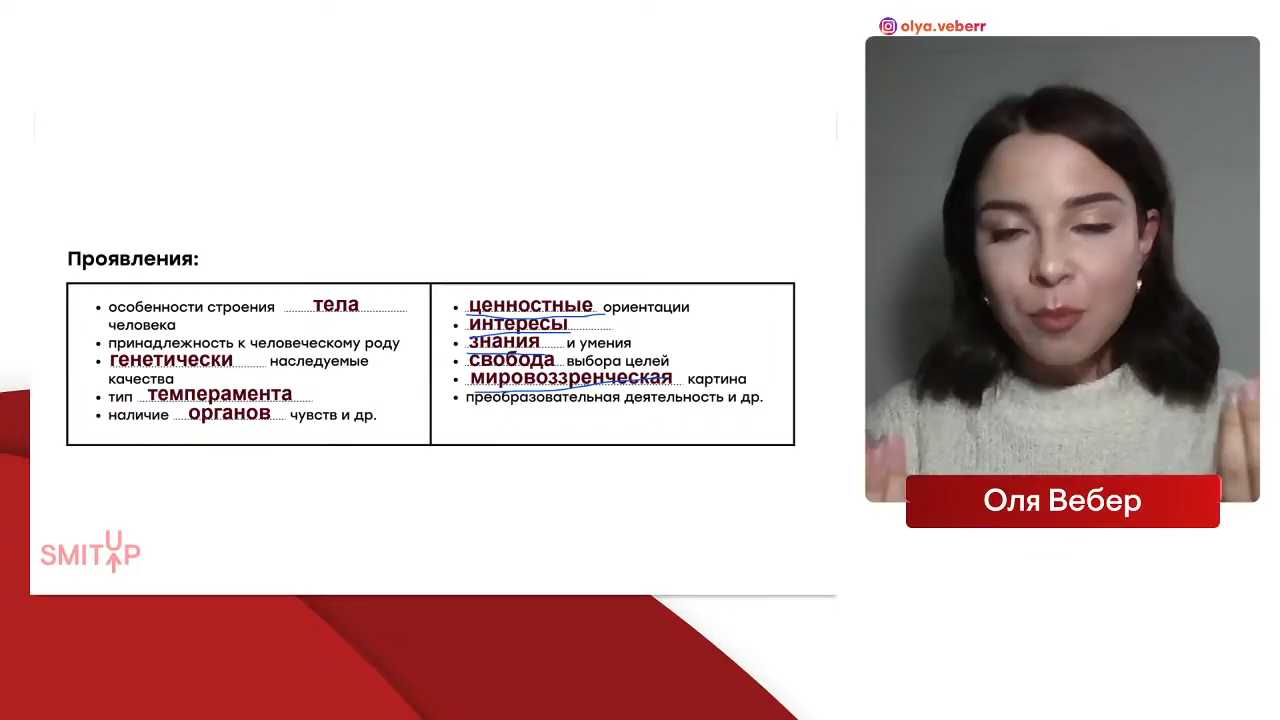 olya.veberr
Проявления:
• особенности строения тела
человека
• принадлежность к человеческому роду
• генетически наследуемые
качества
• тип темперамента
• наличие органов чувств и др.
• ценностные ориентации
• интересы
• знания и умения
• свобода выбора целей
• мировоззренческая картина
• преобразовательная деятельность и др.
SMITUP
Оля Вебер